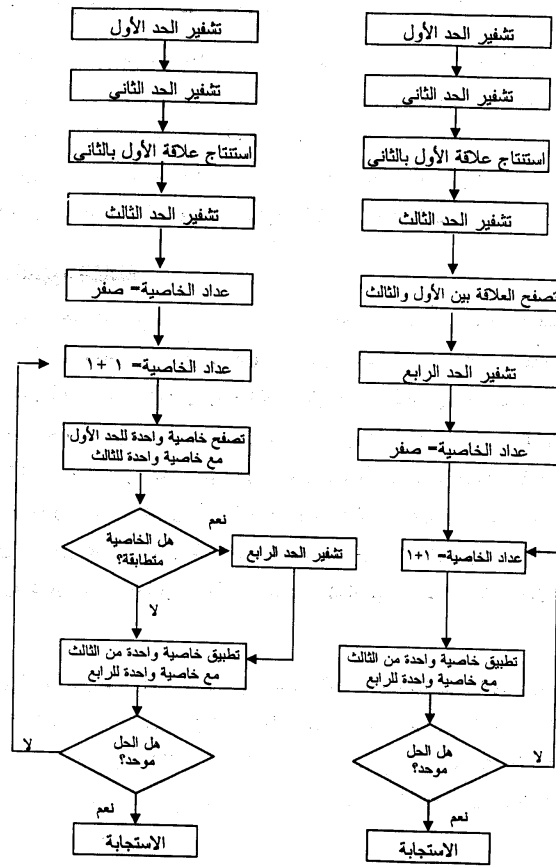 تشفير الحد الأول
تشفير الحد الثاني
استنتاج علاقة الأول بالثاني
تشفير الحد الثالث
تصفح العلاقة بين الأول والثالث
تشفير الحد الرابع
عداد الخاصية= صفر
عداد الخاصية= ١+١
تطبيق خاصية واحدة من الثالث
مع خاصية واحدة للرابع
هل الحل
موحد؟
لا
نعم
الاستجابة
تشفير الحد الأول
تشفير الحد الثاني
استنتاج علاقة الأول بالثاني
تشفير الحد الثالث
عداد الخاصية= صفر
عداد الخاصية= ١ +١
تصفح خاصية واحدة للحد الأول
مع خاصية واحدة للثالث
هل الخاصية
متطابقة؟
نعم
تشفير الحد الرابع
لا
تطبيق خاصية واحدة من الثالث
مع خاصية واحدة للرابع
هل الحل
موحد؟
لا
نعم
الاستجابة